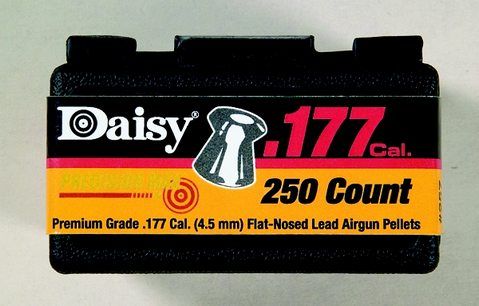 Daisy®
.177 Cal.
250 Count
Premium Grade .177 Cal. (4.5 mm) Flat-Nosed Lead Airgun Pellets